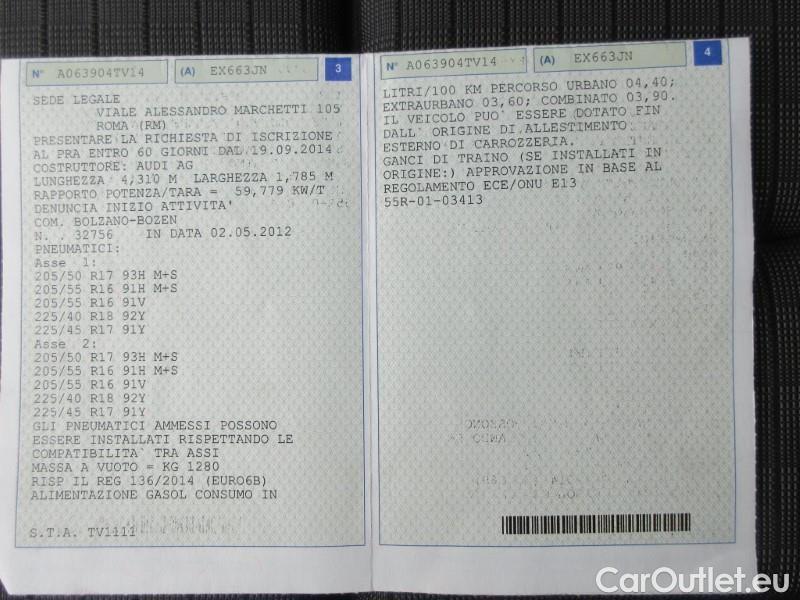 N° A063904TV14 (A) EX663JN 3
SEDE LEGALE
VIALE ALESSANDRO MARCHETTI 105
ROMA (RM)
PRESENTARE LA RICHIESTA DI ISCRIZIONE
AL PRA ENTRO 60 GIORNI DAL 19.09.2014
COSTRUTTORE: AUDI AG
LUNGHEZZA 4,310 M LARGHEZZA 1,785 M
RAPPORTO POTENZA/TARA = 59,779 KW/T
DENUNCIA INIZIO ATTIVITA'
COM. BOLZANO-BOZEN
N. . 32756 IN DATA 02.05.2012
PNEUMATICI:
Asse 1:
205/50 R17 93H M+S
205/55 R16 91H M+S
205/55 R16 91V
225/40 R18 92Y
225/45 R17 91Y
Asse 2:
205/50 R17 93H M+S
205/55 R16 91H M+S
205/55 R16 91V
225/40 R18 92Y
225/45 R17 91Y
GLI PNEUMATICI AMMESSI POSSONO
ESSERE INSTALLATI RISPETTANDO LE
COMPATIBILITA' TRA ASSI
MASSA A VUOTO = KG 1280
RISP IL REG 136/2014 (EURO6B)
ALIMENTAZIONE GASOL CONSUMO IN
S.T.A. TV1111
N° A063904TV14 (A) EX663JN 4
LITRI/100 KM PERCORSO URBANO 04,40;
EXTRAURBANO 03,60; COMBINATO 03,90.
IL VEICOLO PUO' ESSERE DOTATO FIN
DALL' ORIGINE DI ALLESTIMENTO
ESTERNO DI CARROZZERIA.
GANCI DI TRAINO (SE INSTALLATI IN
ORIGINE:) APPROVAZIONE IN BASE AL
REGOLAMENTO ECE/ONU E13
55R-01-03413
CarOutlet.eu